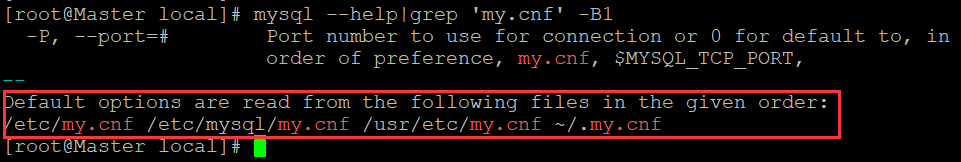 [root@Master local]# mysql --help|grep 'my.cnf' -B1
-P, --port=# Port number to use for connection or 0 for default to, in
order of preference, my.cnf, $MYSQL_TCP_PORT,
--
Default options are read from the following files in the given order:
/etc/my.cnf /etc/mysql/my.cnf /usr/etc/my.cnf ~/.my.cnf
[root@Master local]#